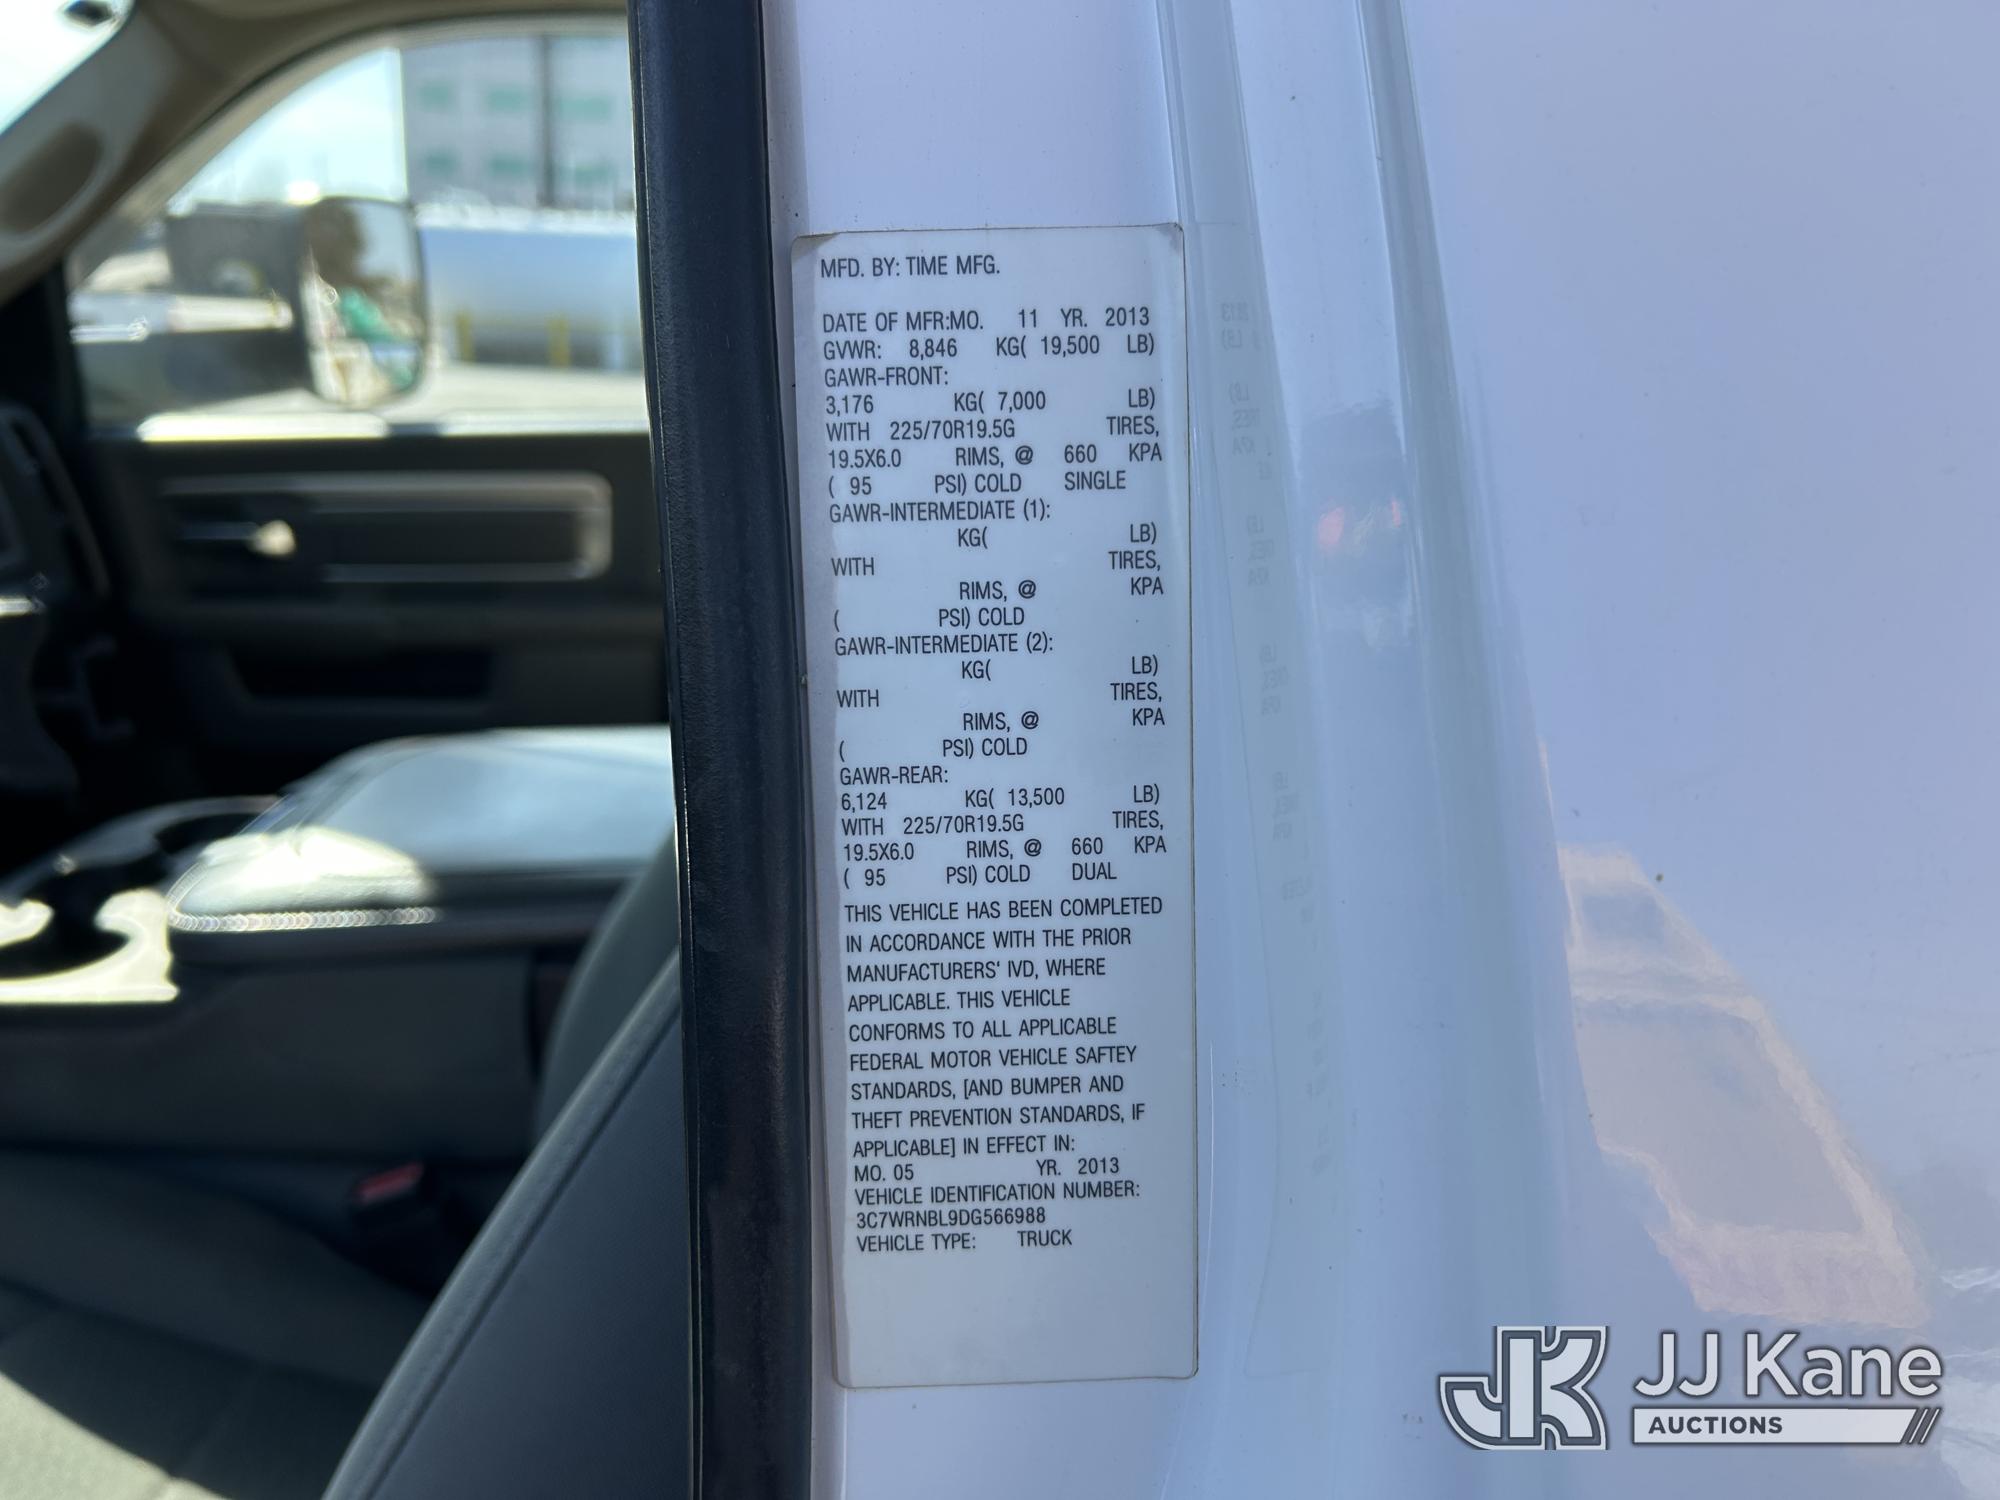 MFD. BY: TIME MFG.
DATE OF MFR:MO. 11 YR. 2013
GVWR: 8,846 KG( 19,500 LB)
GAWR-FRONT:
3,176 KG( 7,000 LB)
WITH 225/70R19.5G TIRES,
19.5X6.0 RIMS, @ 660 KPA
( 95 PSI) COLD SINGLE
GAWR-INTERMEDIATE (1):
KG( LB)
WITH TIRES,
RIMS, @ KPA
( PSI) COLD
GAWR-INTERMEDIATE (2):
KG( LB)
WITH TIRES,
RIMS, @ KPA
( PSI) COLD
GAWR-REAR:
6,124 KG( 13,500 LB)
WITH 225/70R19.5G TIRES,
19.5X6.0 RIMS, @ 660 KPA
( 95 PSI) COLD DUAL
THIS VEHICLE HAS BEEN COMPLETED
IN ACCORDANCE WITH THE PRIOR
MANUFACTURERS' IVD, WHERE
APPLICABLE. THIS VEHICLE
CONFORMS TO ALL APPLICABLE
FEDERAL MOTOR VEHICLE SAFTEY
STANDARDS, [AND BUMPER AND
THEFT PREVENTION STANDARDS, IF
APPLICABLE] IN EFFECT IN:
MO. 05 YR. 2013
VEHICLE IDENTIFICATION NUMBER:
3C7WRNBL9DG566988
VEHICLE TYPE: TRUCK
JK JJ Kane
AUCTIONS